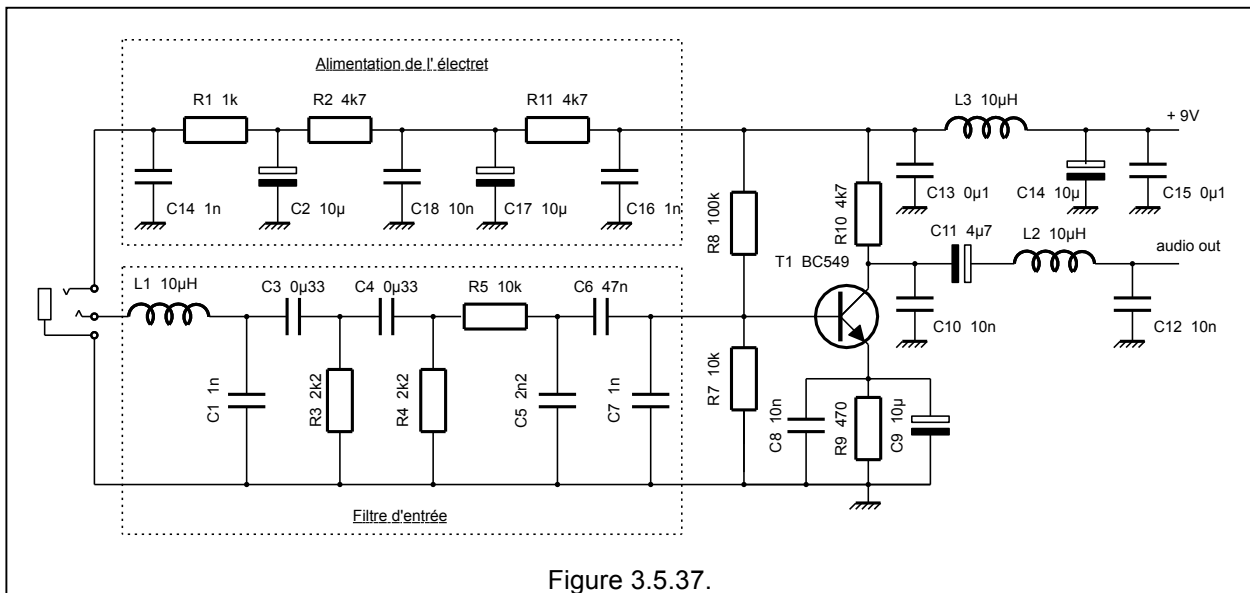 Alimentation de l' électret
R1 1k
R2 4k7
R11 4k7
L3 10µH
+ 9V
C14 1n
C2 10µ
C18 10n
C17 10µ
C16 1n
R8 100k
R10 4k7
C13 0µ1
C14 10µ
C15 0µ1
C11 4µ7
L2 10µH
audio out
T1 BC549
L1 10µH
C3 0µ33
C4 0µ33
R5 10k
C6 47n
C10 10n
C12 10n
C1 1n
R3 2k2
R4 2k2
C5 2n2
C7 1n
R7 10k
C8 10n
R9 470
C9 10µ
Filtre d'entrée
Figure 3.5.37.